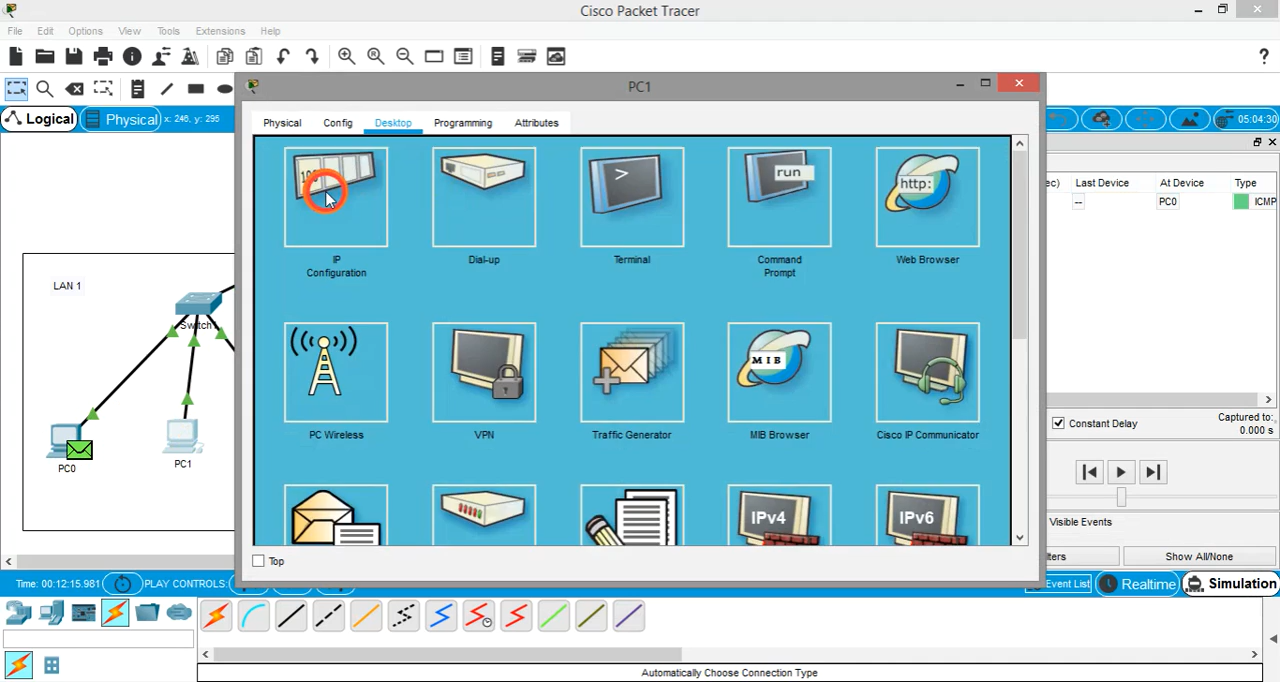 Cisco Packet Tracer
File Edit Options View Tools Extensions Help
?
PC1
Logical Physical x: 246, y: 295
05:04:30
Physical Config Desktop Programming Attributes
c) Last Device At Device Type
-- PC0 ICMP
run
http:
IP
Configuration
Dial-up
Terminal
Command
Prompt
Web Browser
LAN 1
Switch
PC0
PC1
MIB
PC Wireless
VPN
Traffic Generator
MIB Browser
Cisco IP Communicator
IPv4
IPv6
Constant Delay
Captured to:
0.000 s
Visible Events
ters
Show All/None
Top
Time: 00:12:15.981
PLAY CONTROLS:
Event List
Realtime
Simulation
Automatically Choose Connection Type